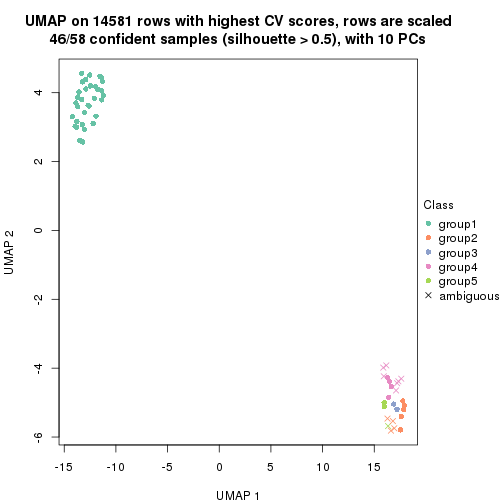 UMAP on 14581 rows with highest CV scores, rows are scaled
46/58 confident samples (silhouette > 0.5), with 10 PCs
4
2
0
-2
-4
-6
UMAP 2
-15
-10
-5
0
5
10
15
UMAP 1
Class
group1
group2
group3
group4
group5
ambiguous